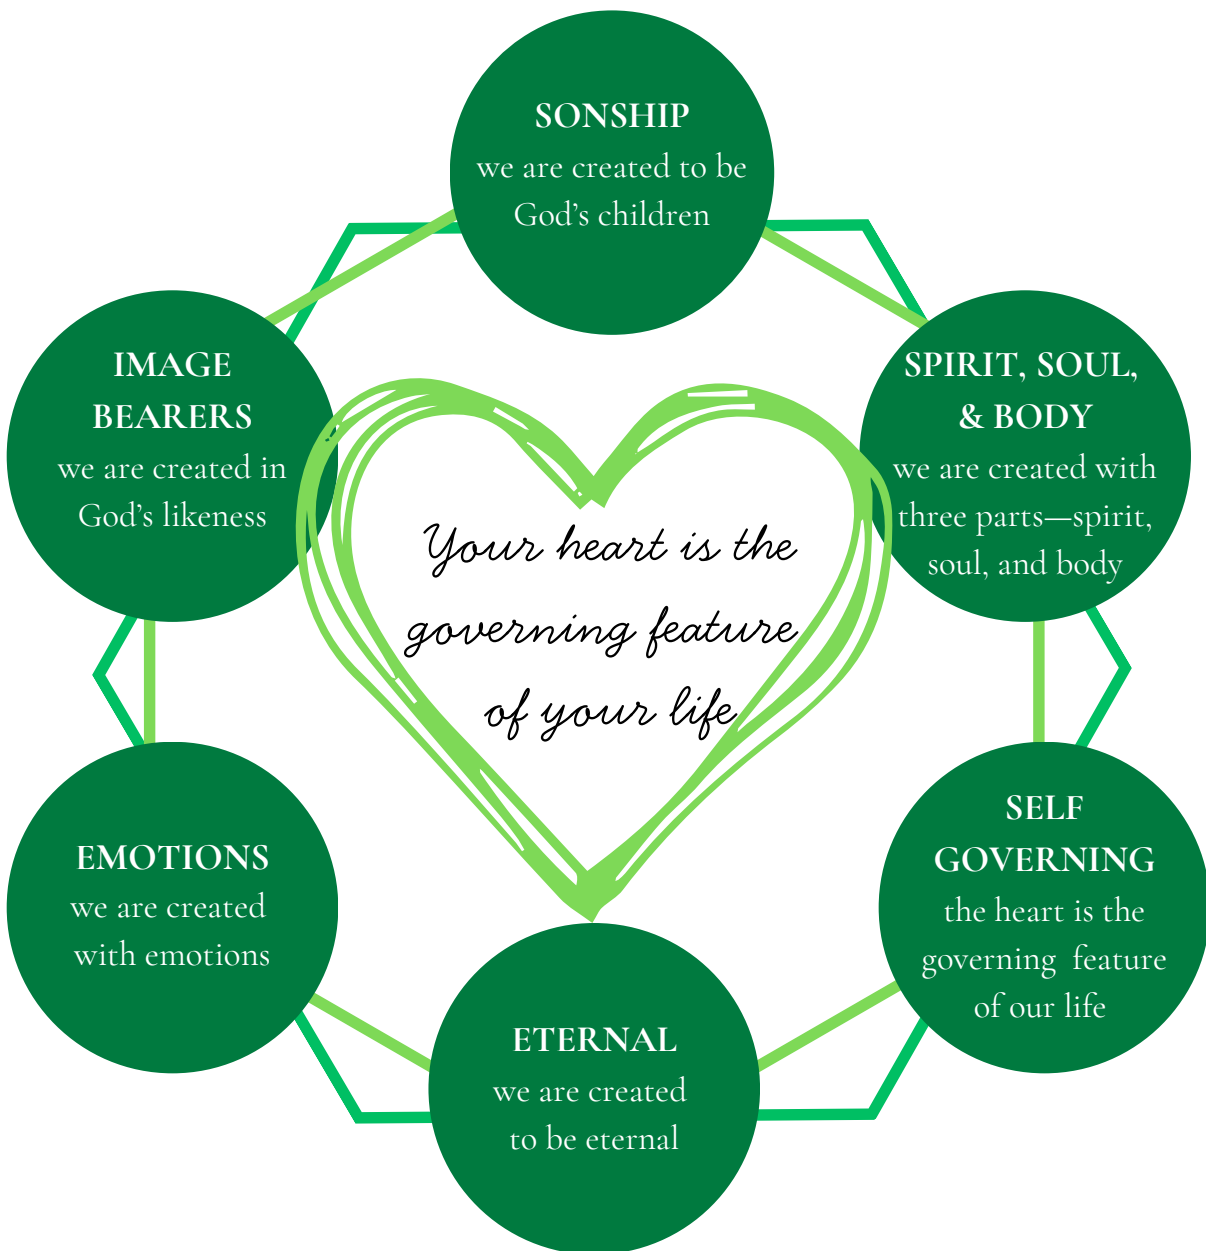 SONSHIP
we are created to be
God's children
IMAGE
BEARERS
we are created in
God's likeness
SPIRIT, SOUL,
& BODY
we are created with
three parts—spirit,
soul, and body
Your heart is the
governing feature
of your life
EMOTIONS
we are created
with emotions
SELF
GOVERNING
the heart is the
governing feature
of our life
ETERNAL
we are created
to be eternal